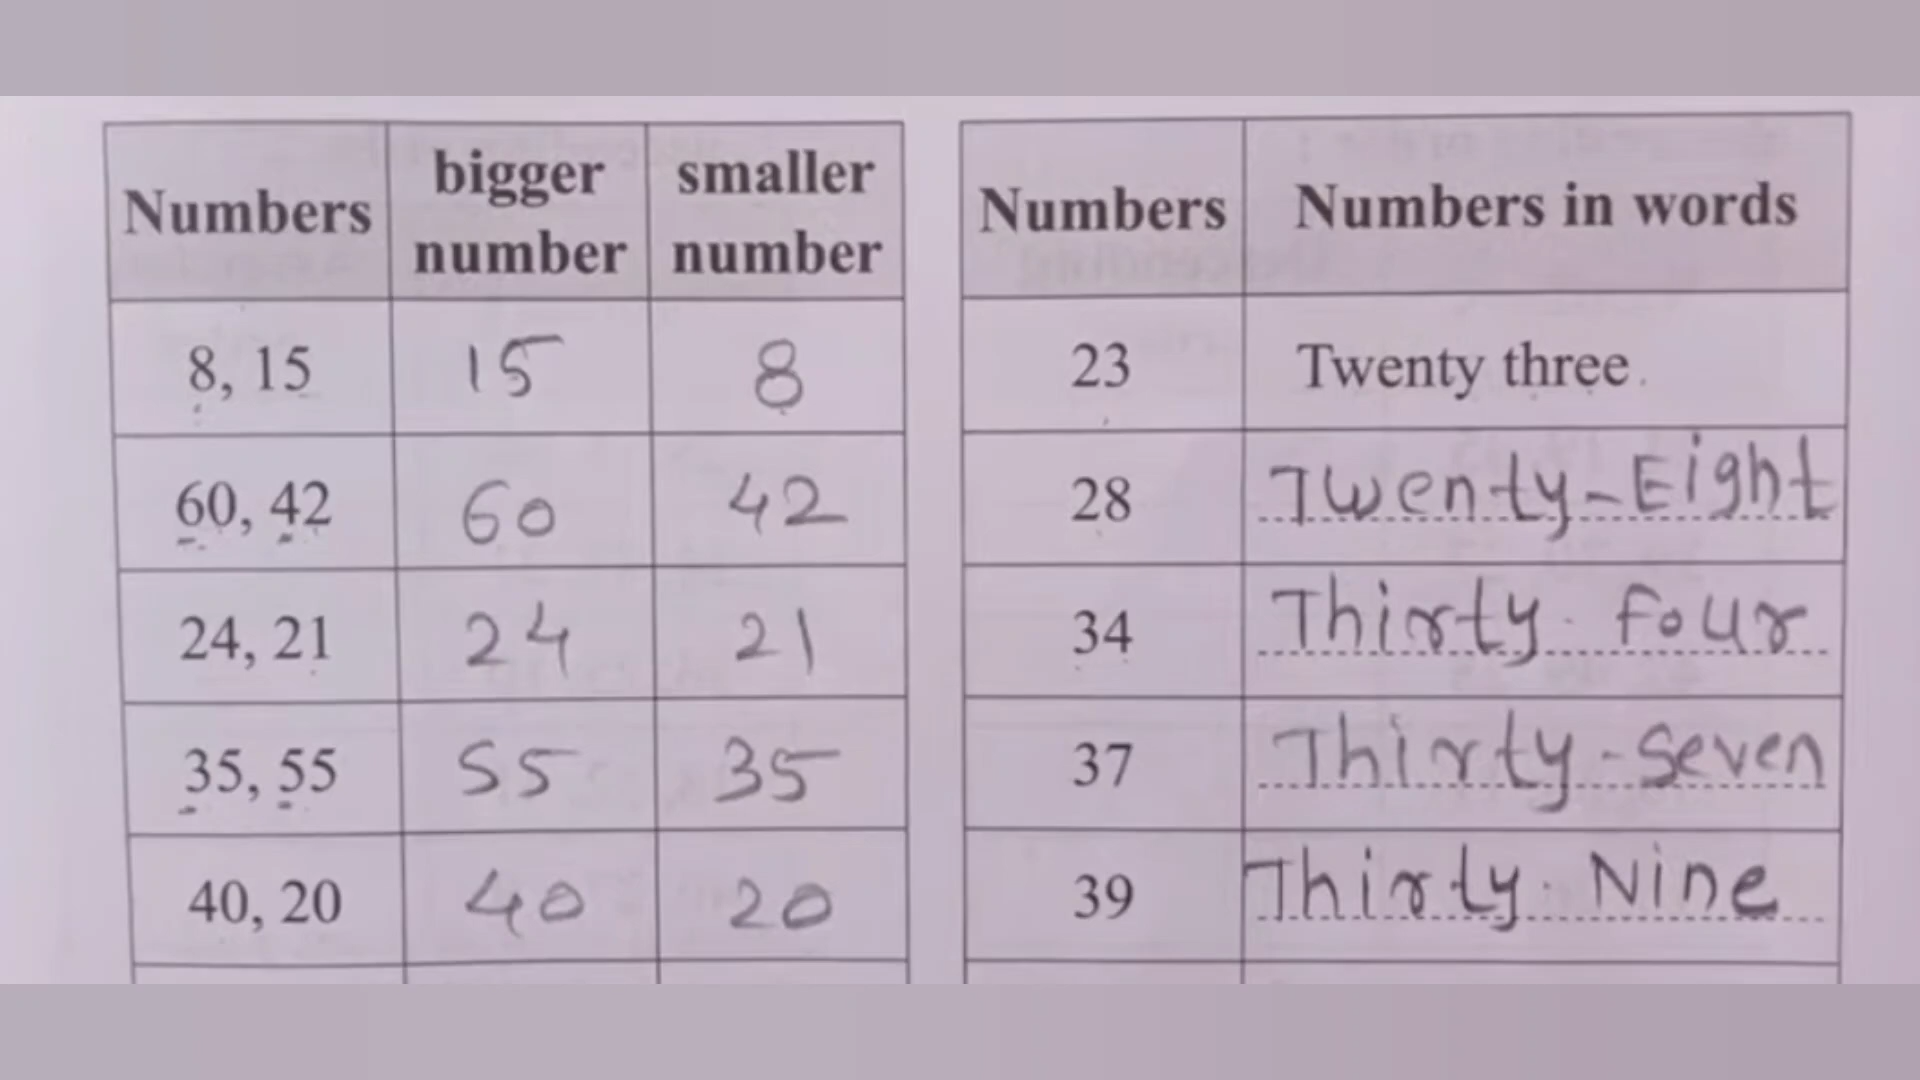 Numbers bigger number smaller number
8, 15 15 8
60, 42 60 42
24, 21 24 21
35, 55 55 35
40, 20 40 20
Numbers Numbers in words
23 Twenty three
28 Twenty-Eight
34 Thirty Four
37 Thirty-Seven
39 Thirty Nine